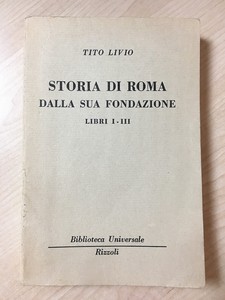 TITO LIVIO
STORIA DI ROMA
DALLA SUA FONDAZIONE
LIBRI I-III
Biblioteca Universale
Rizzoli